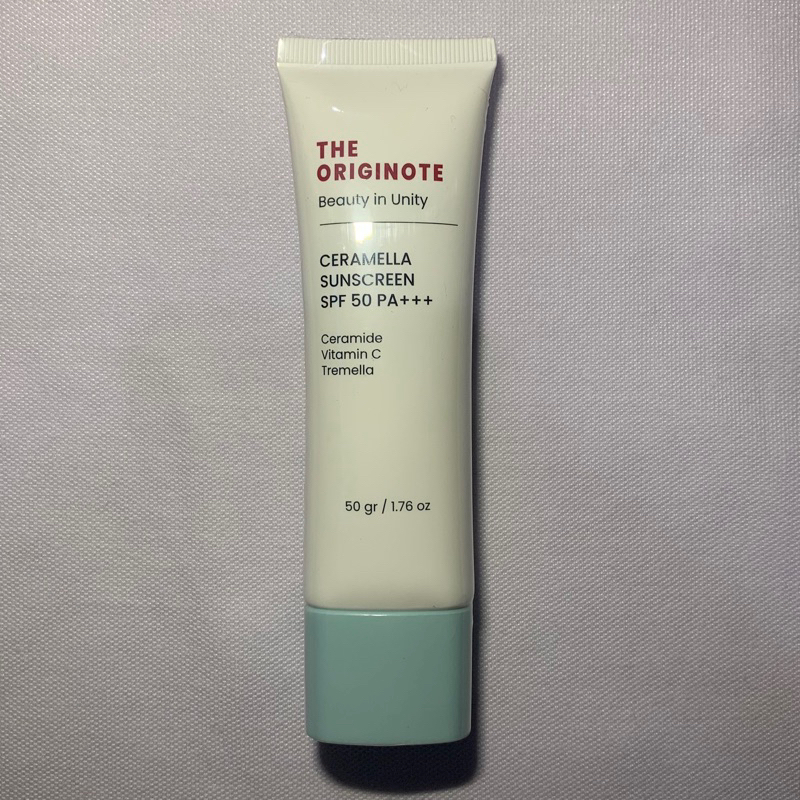 THE
ORIGINOTE
Beauty in Unity
CERAMELLA
SUNSCREEN
SPF 50 PA+++
Ceramide
Vitamin C
Tremella
50 gr / 1.76 oz